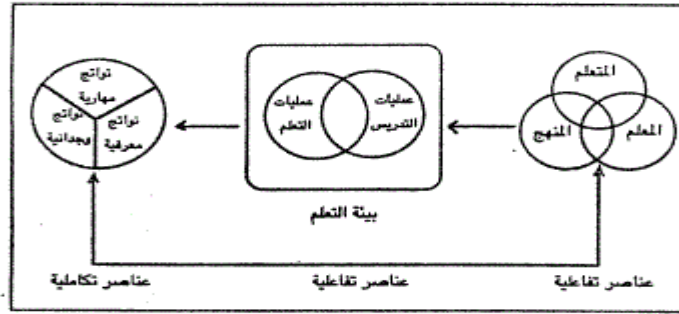 المتعلم
المعلم
المنهج
عمليات
التدريس
عمليات
التعلم
بيئة التعلم
نواتج
مهارية
نواتج
معرفية
نواتج
وجدانية
عناصر تفاعلية
عناصر تفاعلية
عناصر تكاملية